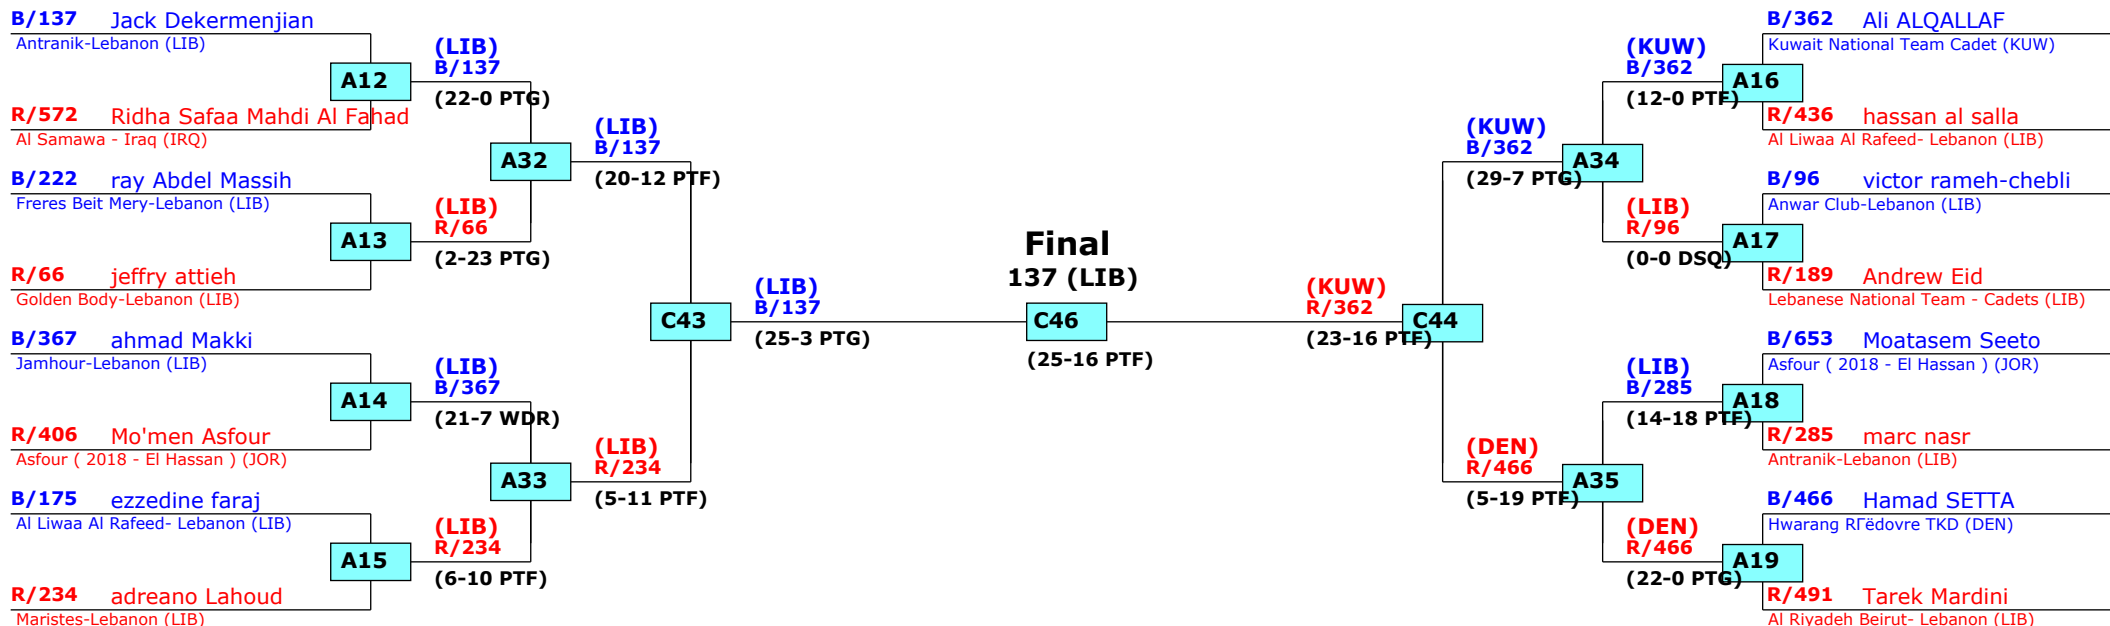 B/137 Jack Dekermenjian
Antranik-Lebanon (LIB)
A12
R/572 Ridha Safaa Mahdi Al Fahad
Al Samawa - Iraq (IRQ)
B/222 ray Abdel Massih
Freres Beit Mery-Lebanon (LIB)
A13
R/66 jeffry attieh
Golden Body-Lebanon (LIB)
B/367 ahmad Makki
Jamhour-Lebanon (LIB)
A14
R/406 Mo'men Asfour
Asfour ( 2018 - El Hassan ) (JOR)
B/175 ezzedine faraj
Al Liwaa Al Rafeed- Lebanon (LIB)
A15
R/234 adreano Lahoud
Maristes-Lebanon (LIB)
(LIB)
B/137
(22-0 PTG)
A32
(LIB)
R/66
(2-23 PTG)
(LIB)
B/367
(21-7 WDR)
A33
(LIB)
R/234
(6-10 PTF)
(LIB)
B/137
(20-12 PTF)
C43
(LIB)
R/234
(5-11 PTF)
(LIB)
B/137
(25-3 PTG)
Final
137 (LIB)
C46
(25-16 PTF)
(KUW)
R/362
(23-16 PTF)
C44
(KUW)
B/362
(29-7 PTG)
A34
(DEN)
R/466
(5-19 PTF)
A35
(KUW)
B/362
(12-0 PTF)
A16
(LIB)
R/96
(0-0 DSQ)
A17
(LIB)
B/285
(14-18 PTF)
A18
(DEN)
R/466
(22-0 PTG)
A19
B/362 Ali ALQALLAF
Kuwait National Team Cadet (KUW)
R/436 hassan al salla
Al Liwaa Al Rafeed- Lebanon (LIB)
B/96 victor rameh-chebli
Anwar Club-Lebanon (LIB)
R/189 Andrew Eid
Lebanese National Team - Cadets (LIB)
B/653 Moatasem Seeto
Asfour ( 2018 - El Hassan ) (JOR)
R/285 marc nasr
Antranik-Lebanon (LIB)
B/466 Hamad SETTA
Hwarang RГëdovre TKD (DEN)
R/491 Tarek Mardini
Al Riyadeh Beirut- Lebanon (LIB)